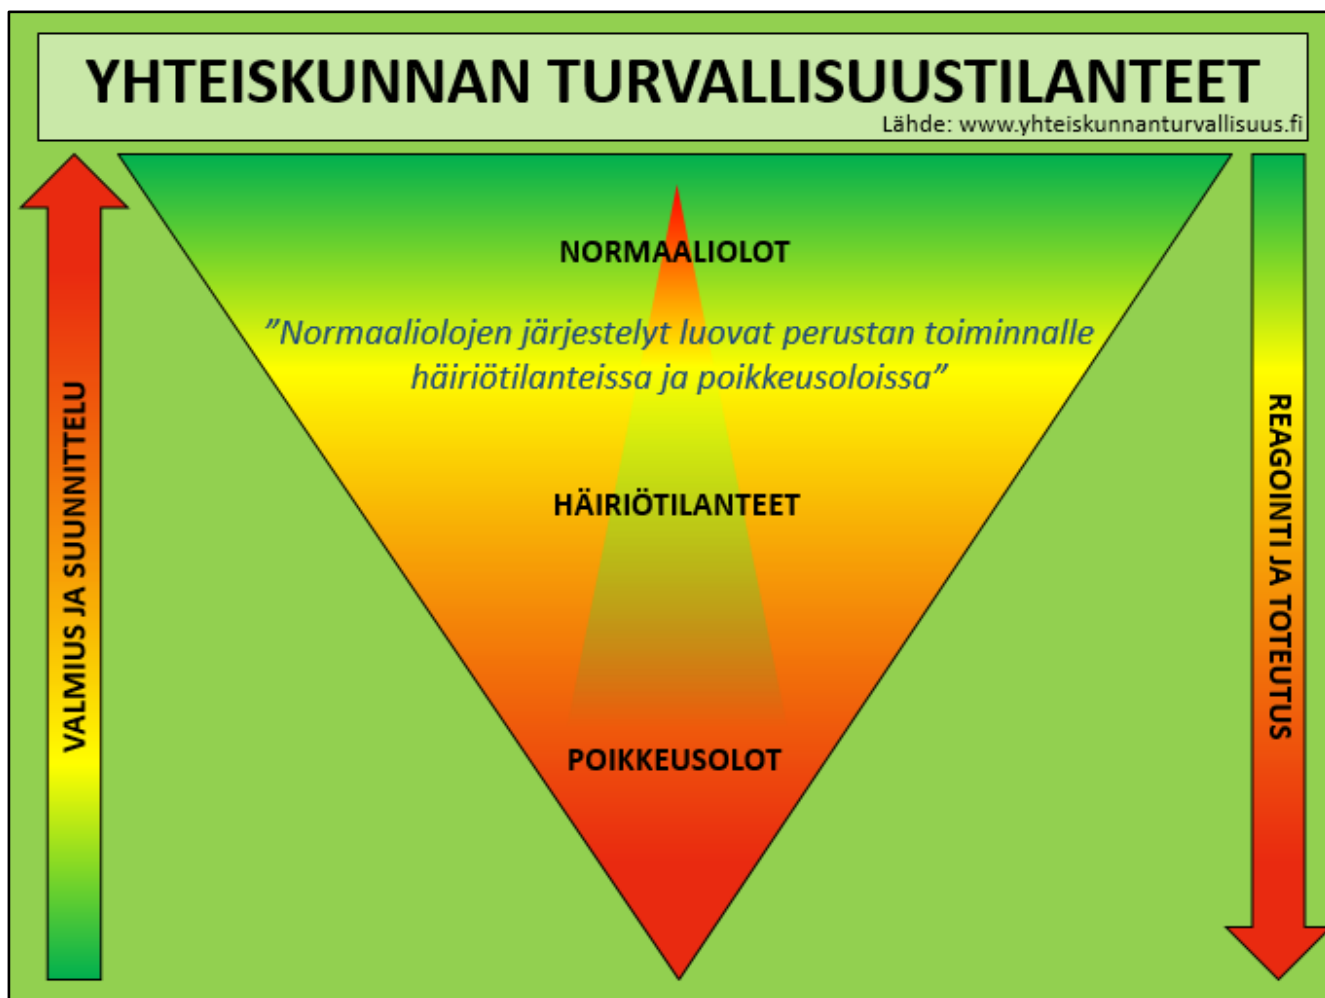 YHTEISKUNNAN TURVALLISUUSTILANTEET
Lähde: www.yhteiskunnanturvallisuus.fi
VALMIUS JA SUUNNITTELU
NORMAALIOLOT
”Normaaliolojen järjestelyt luovat perustan toiminnalle
häiriötilanteissa ja poikkeusoloissa”
HÄIRIÖTILANTEET
POIKKEUSOLOT
REAGOINTI JA TOTEUTUS